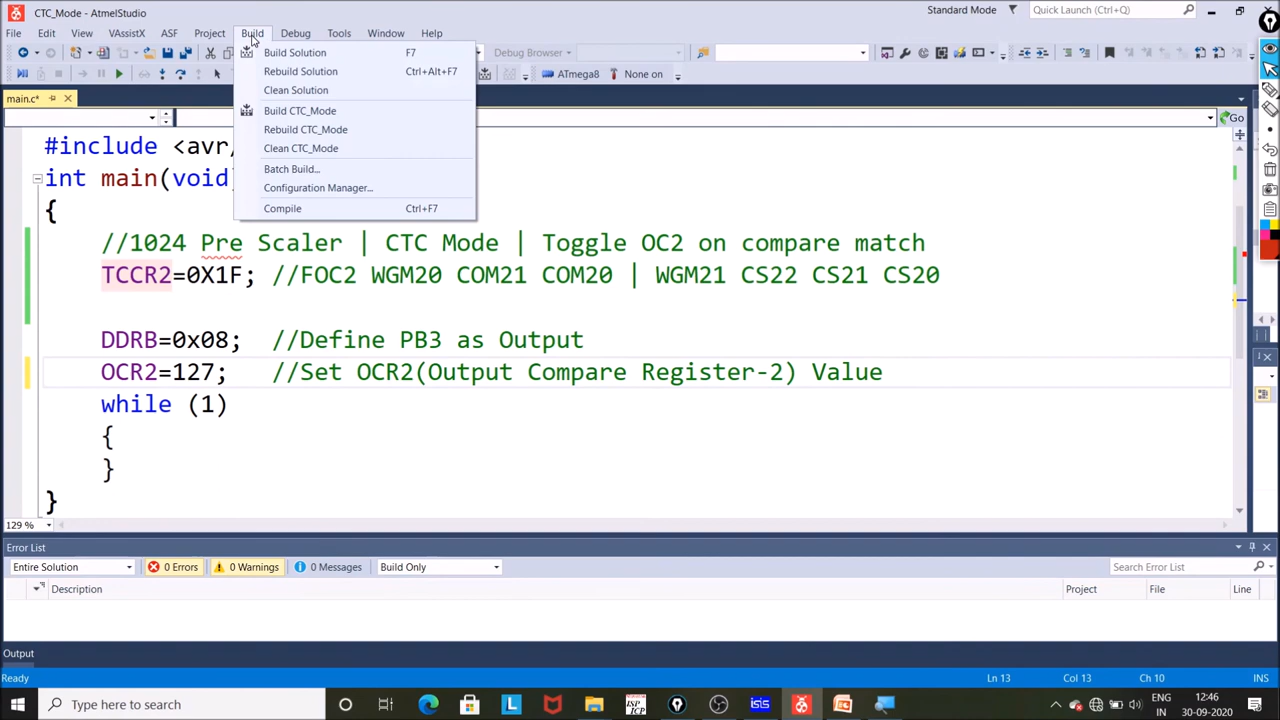 CTC_Mode - AtmelStudio
Standard Mode
Quick Launch (Ctrl+Q)
File Edit View VAssistX ASF Project Build Debug Tools Window Help
Debug Browser
ATmega8 None on
main.c*
Go
Build Solution F7
Rebuild Solution Ctrl+Alt+F7
Clean Solution
Build CTC_Mode
Rebuild CTC_Mode
Clean CTC_Mode
Batch Build...
Configuration Manager...
Compile Ctrl+F7
#include <avr/
int main(void)
{
//1024 Pre Scaler | CTC Mode | Toggle OC2 on compare match
TCCR2=0X1F; //FOC2 WGM20 COM21 COM20 | WGM21 CS22 CS21 CS20
DDRB=0x08; //Define PB3 as Output
OCR2=127; //Set OCR2(Output Compare Register-2) Value
while (1)
{
}
}
129 %
Error List
Entire Solution 0 Errors 0 Warnings 0 Messages Build Only Search Error List
Description Project File Line
Output
Ready Ln 13 Col 13 Ch 10 INS
Type here to search
L
ISP
ICP
isis
ENG
IN
12:46
30-09-2020